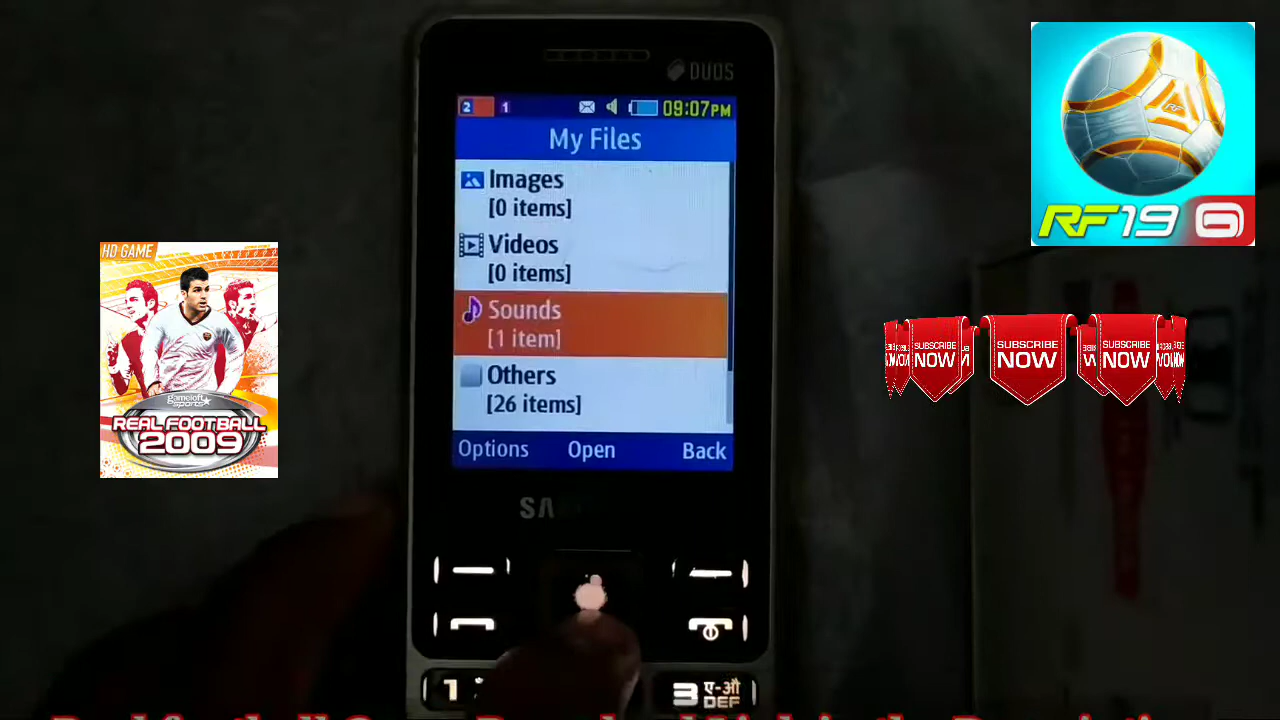 DUOS
2 1 09:07PM
My Files
Images
[0 items]
Videos
[0 items]
Sounds
[1 item]
Others
[26 items]
Options Open Back
1
3 ए-औ
DEF
HD GAME
gameloft
sports
REAL FOOTBALL
2009
RF
RF19
SUBSCRIBE
NOW
SUBSCRIBE
NOW
SUBSCRIBE
NOW